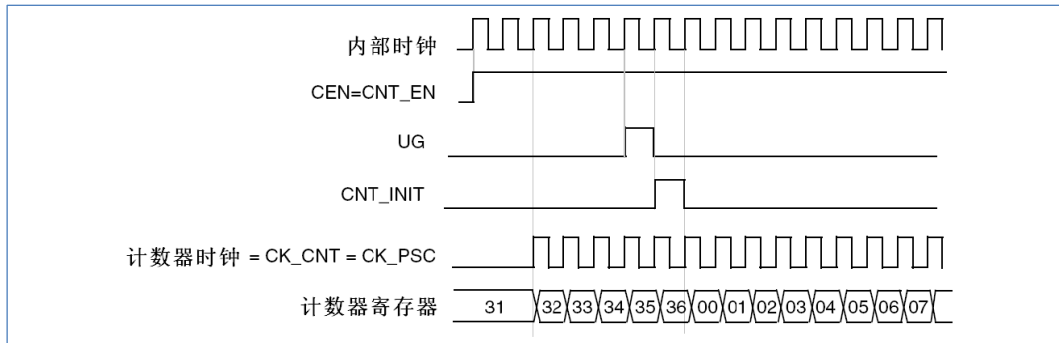 内部时钟
CEN=CNT_EN
UG
CNT_INIT
计数器时钟 = CK_CNT = CK_PSC
计数器寄存器 31 32 33 34 35 36 00 01 02 03 04 05 06 07